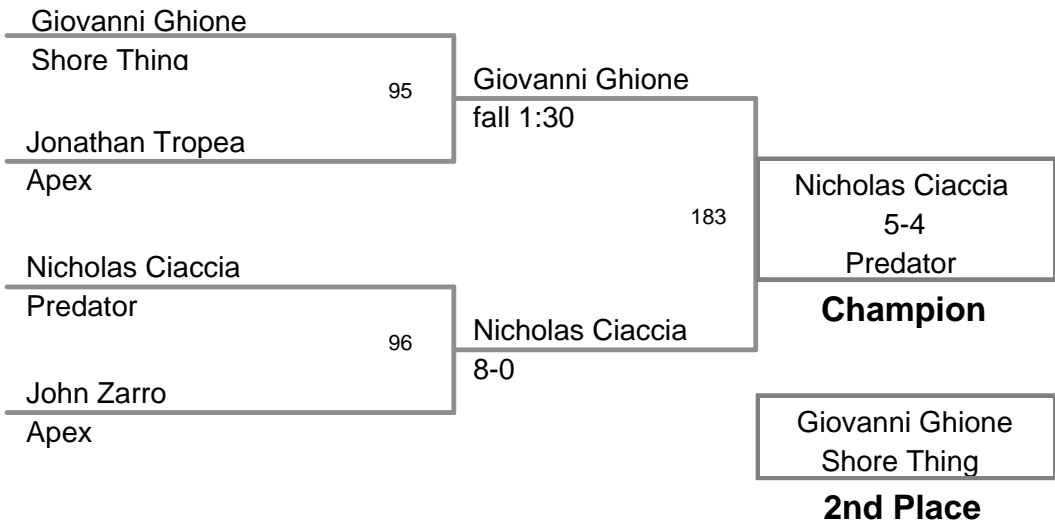 Giovanni Ghione
Shore Thing
95
Jonathan Tropea
Apex
Giovanni Ghione
fall 1:30
Nicholas Ciaccia
Predator
96
John Zarro
Apex
Nicholas Ciaccia
8-0
183
Nicholas Ciaccia
5-4
Predator
Champion
Giovanni Ghione
Shore Thing
2nd Place